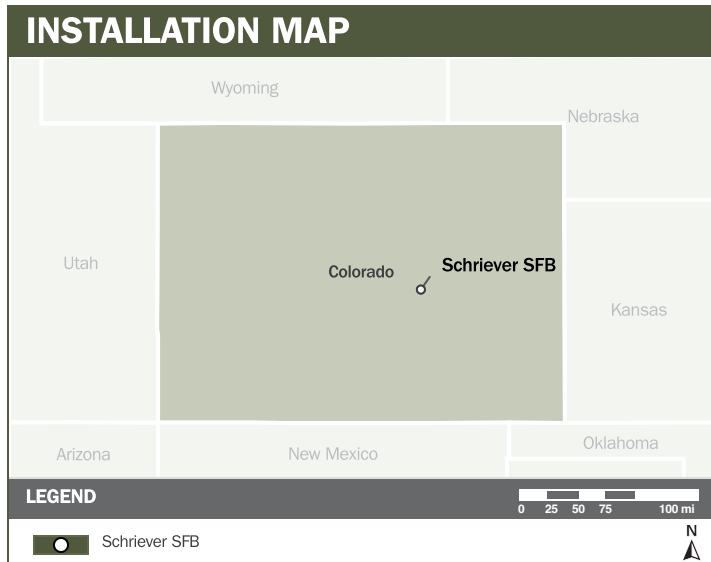 INSTALLATION MAP
Wyoming
Nebraska
Utah
Colorado
Schriever SFB
Kansas
Arizona
New Mexico
Oklahoma
LEGEND
0 25 50 75 100 mi
Schriever SFB
N